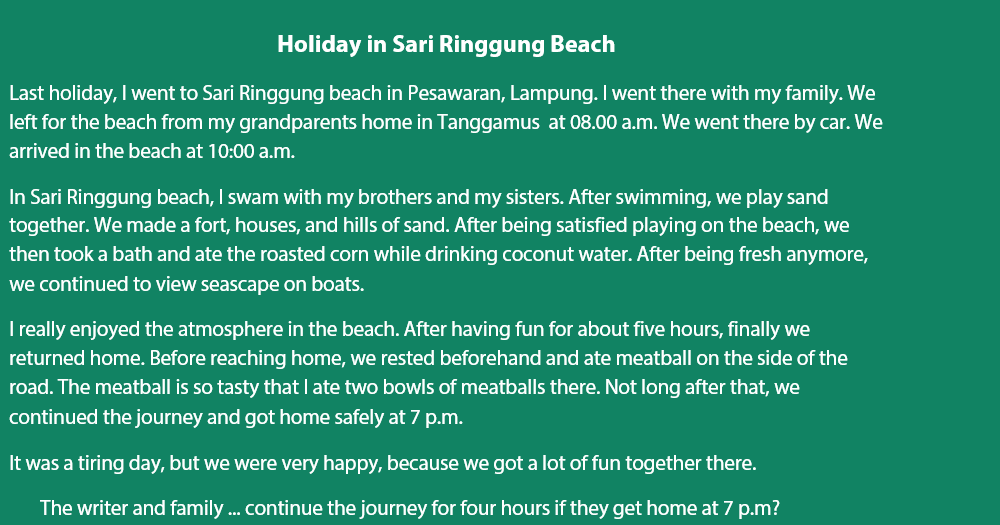 Holiday in Sari Ringgung Beach
Last holiday, I went to Sari Ringgung beach in Pesawaran, Lampung. I went there with my family. We
left for the beach from my grandparents home in Tanggamus at 08.00 a.m. We went there by car. We
arrived in the beach at 10:00 a.m.
In Sari Ringgung beach, I swam with my brothers and my sisters. After swimming, we play sand
together. We made a fort, houses, and hills of sand. After being satisfied playing on the beach, we
then took a bath and ate the roasted corn while drinking coconut water. After being fresh anymore,
we continued to view seascape on boats.
I really enjoyed the atmosphere in the beach. After having fun for about five hours, finally we
returned home. Before reaching home, we rested beforehand and ate meatball on the side of the
road. The meatball is so tasty that I ate two bowls of meatballs there. Not long after that, we
continued the journey and got home safely at 7 p.m.
It was a tiring day, but we were very happy, because we got a lot of fun together there.
The writer and family ... continue the journey for four hours if they get home at 7 p.m?